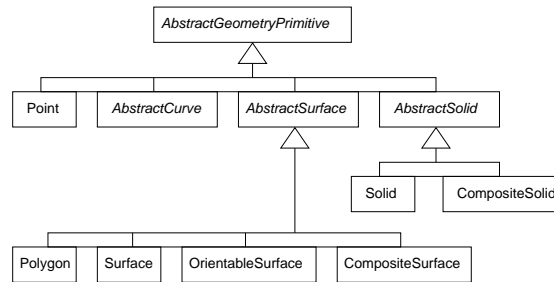 AbstractGeometryPrimitive
Point AbstractCurve AbstractSurface AbstractSolid
Solid CompositeSolid
Polygon Surface OrientableSurface CompositeSurface